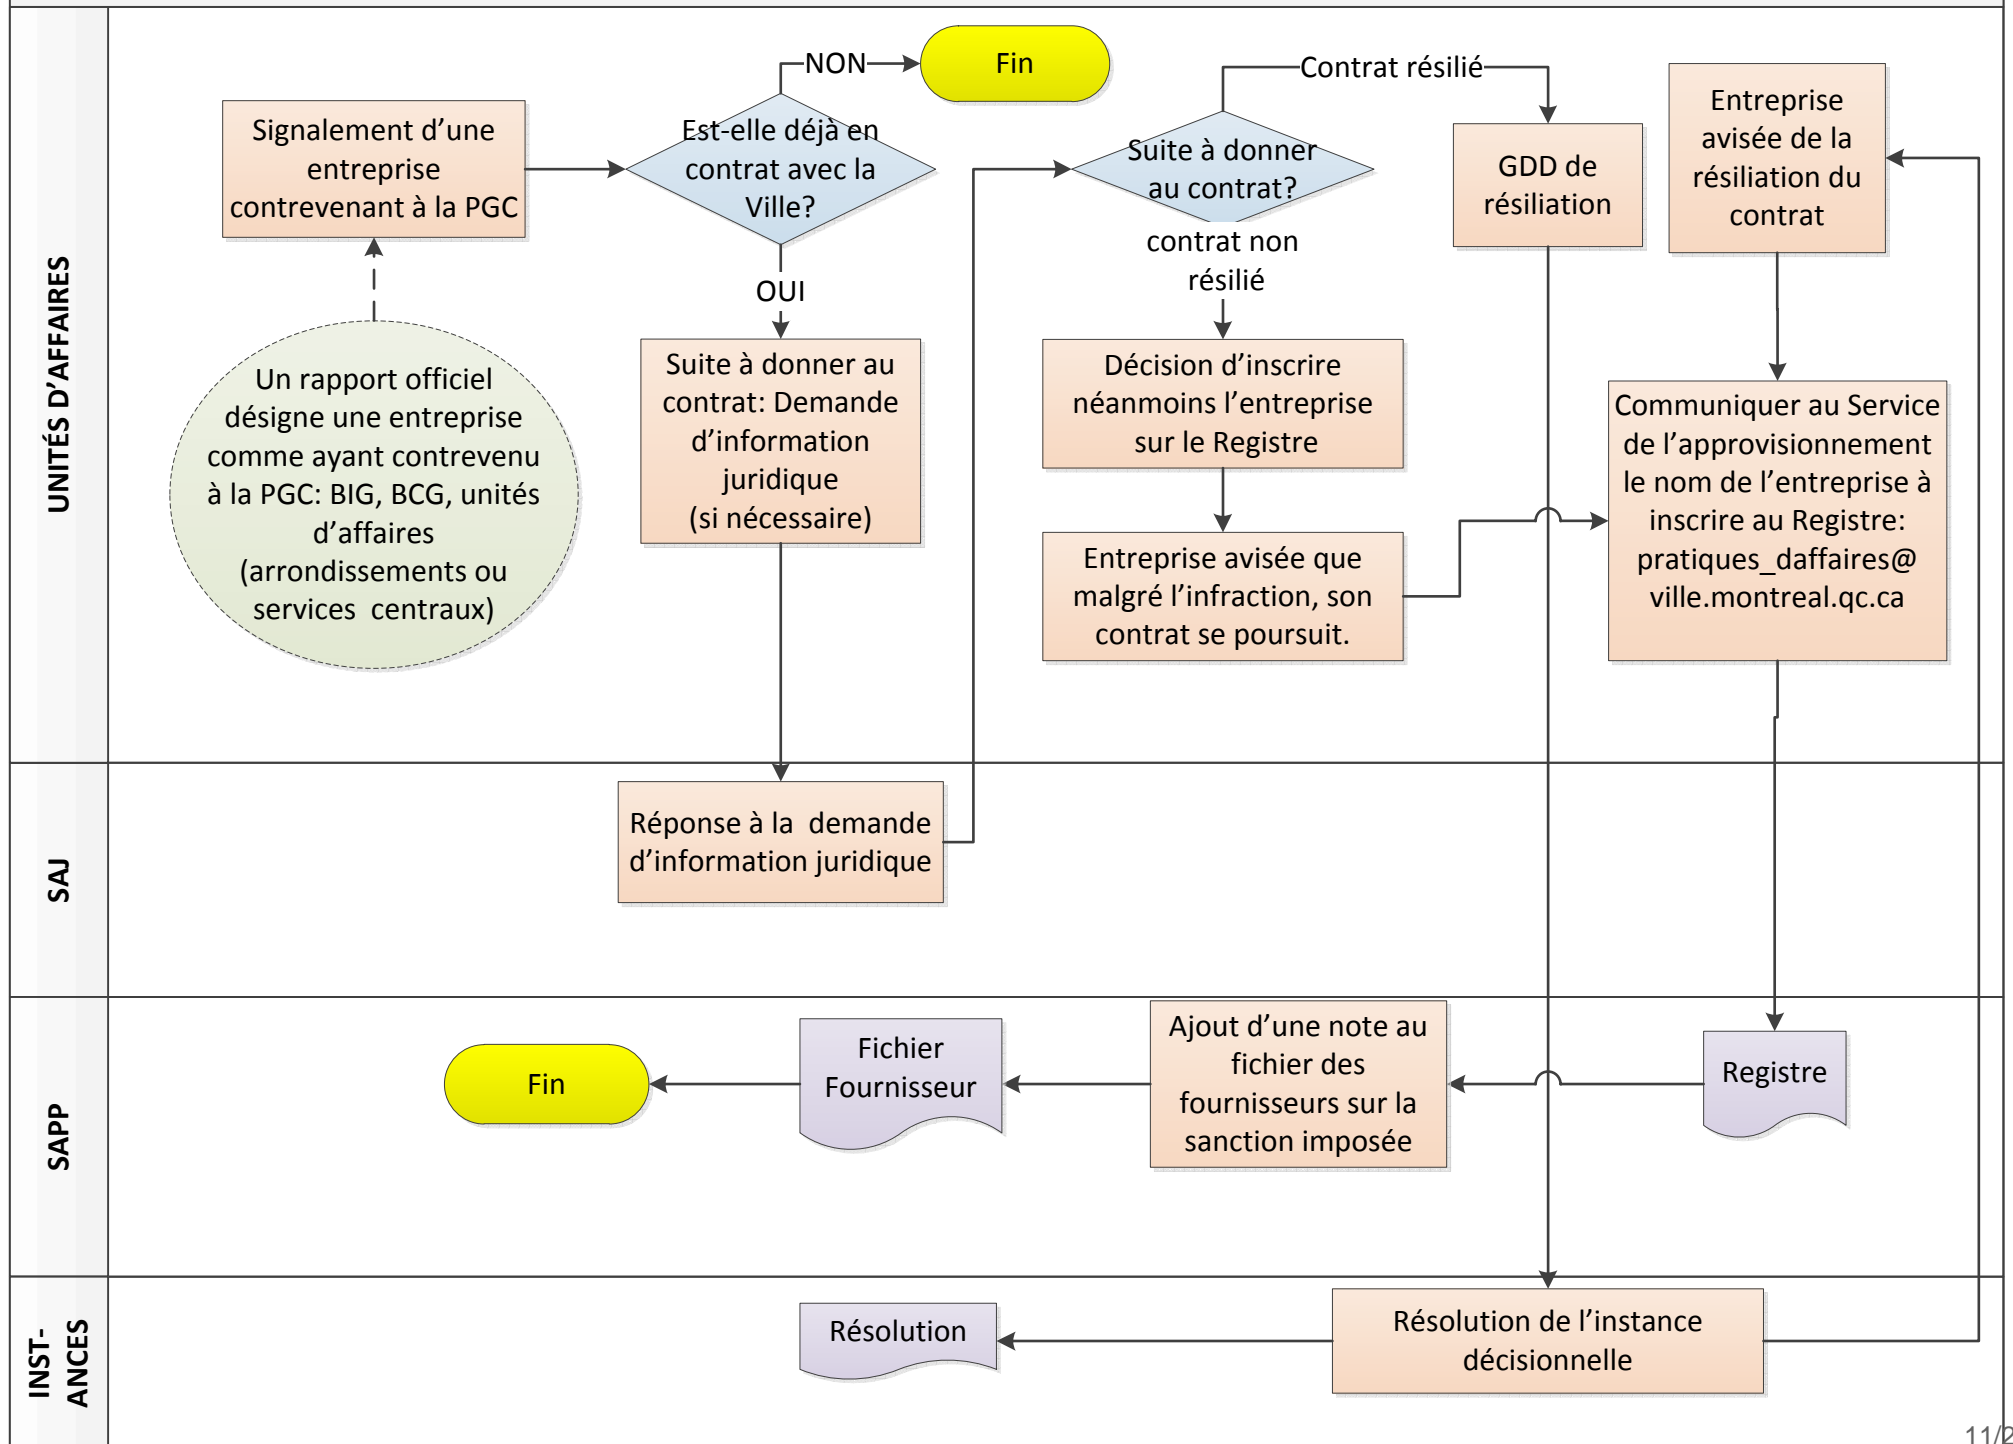 UNITÉS D’AFFAIRES
Signalement d’une
entreprise
contrevenant à la PGC
Un rapport officiel
désigne une entreprise
comme ayant contrevenu
à la PGC: BIG, BCG, unités
d’affaires
(arrondissements ou
services centraux)
Est-elle déjà en
contrat avec la
Ville?
NON
Fin
OUI
Suite à donner au
contrat: Demande
d’information
juridique
(si nécessaire)
Suite à donner
au contrat?
Contrat résilié
contrat non
résilié
Décision d’inscrire
néanmoins l’entreprise
sur le Registre
Entreprise avisée que
malgré l’infraction, son
contrat se poursuit.
GDD de
résiliation
Entreprise
avisée de la
résiliation du
contrat
Communiquer au Service
de l’approvisionnement
le nom de l’entreprise à
inscrire au Registre:
pratiques_daffaires@
ville.montreal.qc.ca
SAJ
Réponse à la demande
d’information juridique
SAPP
Fin
Fichier
Fournisseur
Ajout d’une note au
fichier des
fournisseurs sur la
sanction imposée
Registre
INST-
ANCES
Résolution
Résolution de l’instance
décisionnelle
11/2